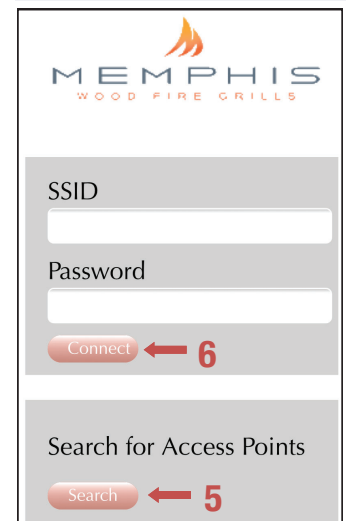 MEMPHIS
WOOD FIRE GRILLS
SSID
Password
Connect 6
Search for Access Points
Search 5